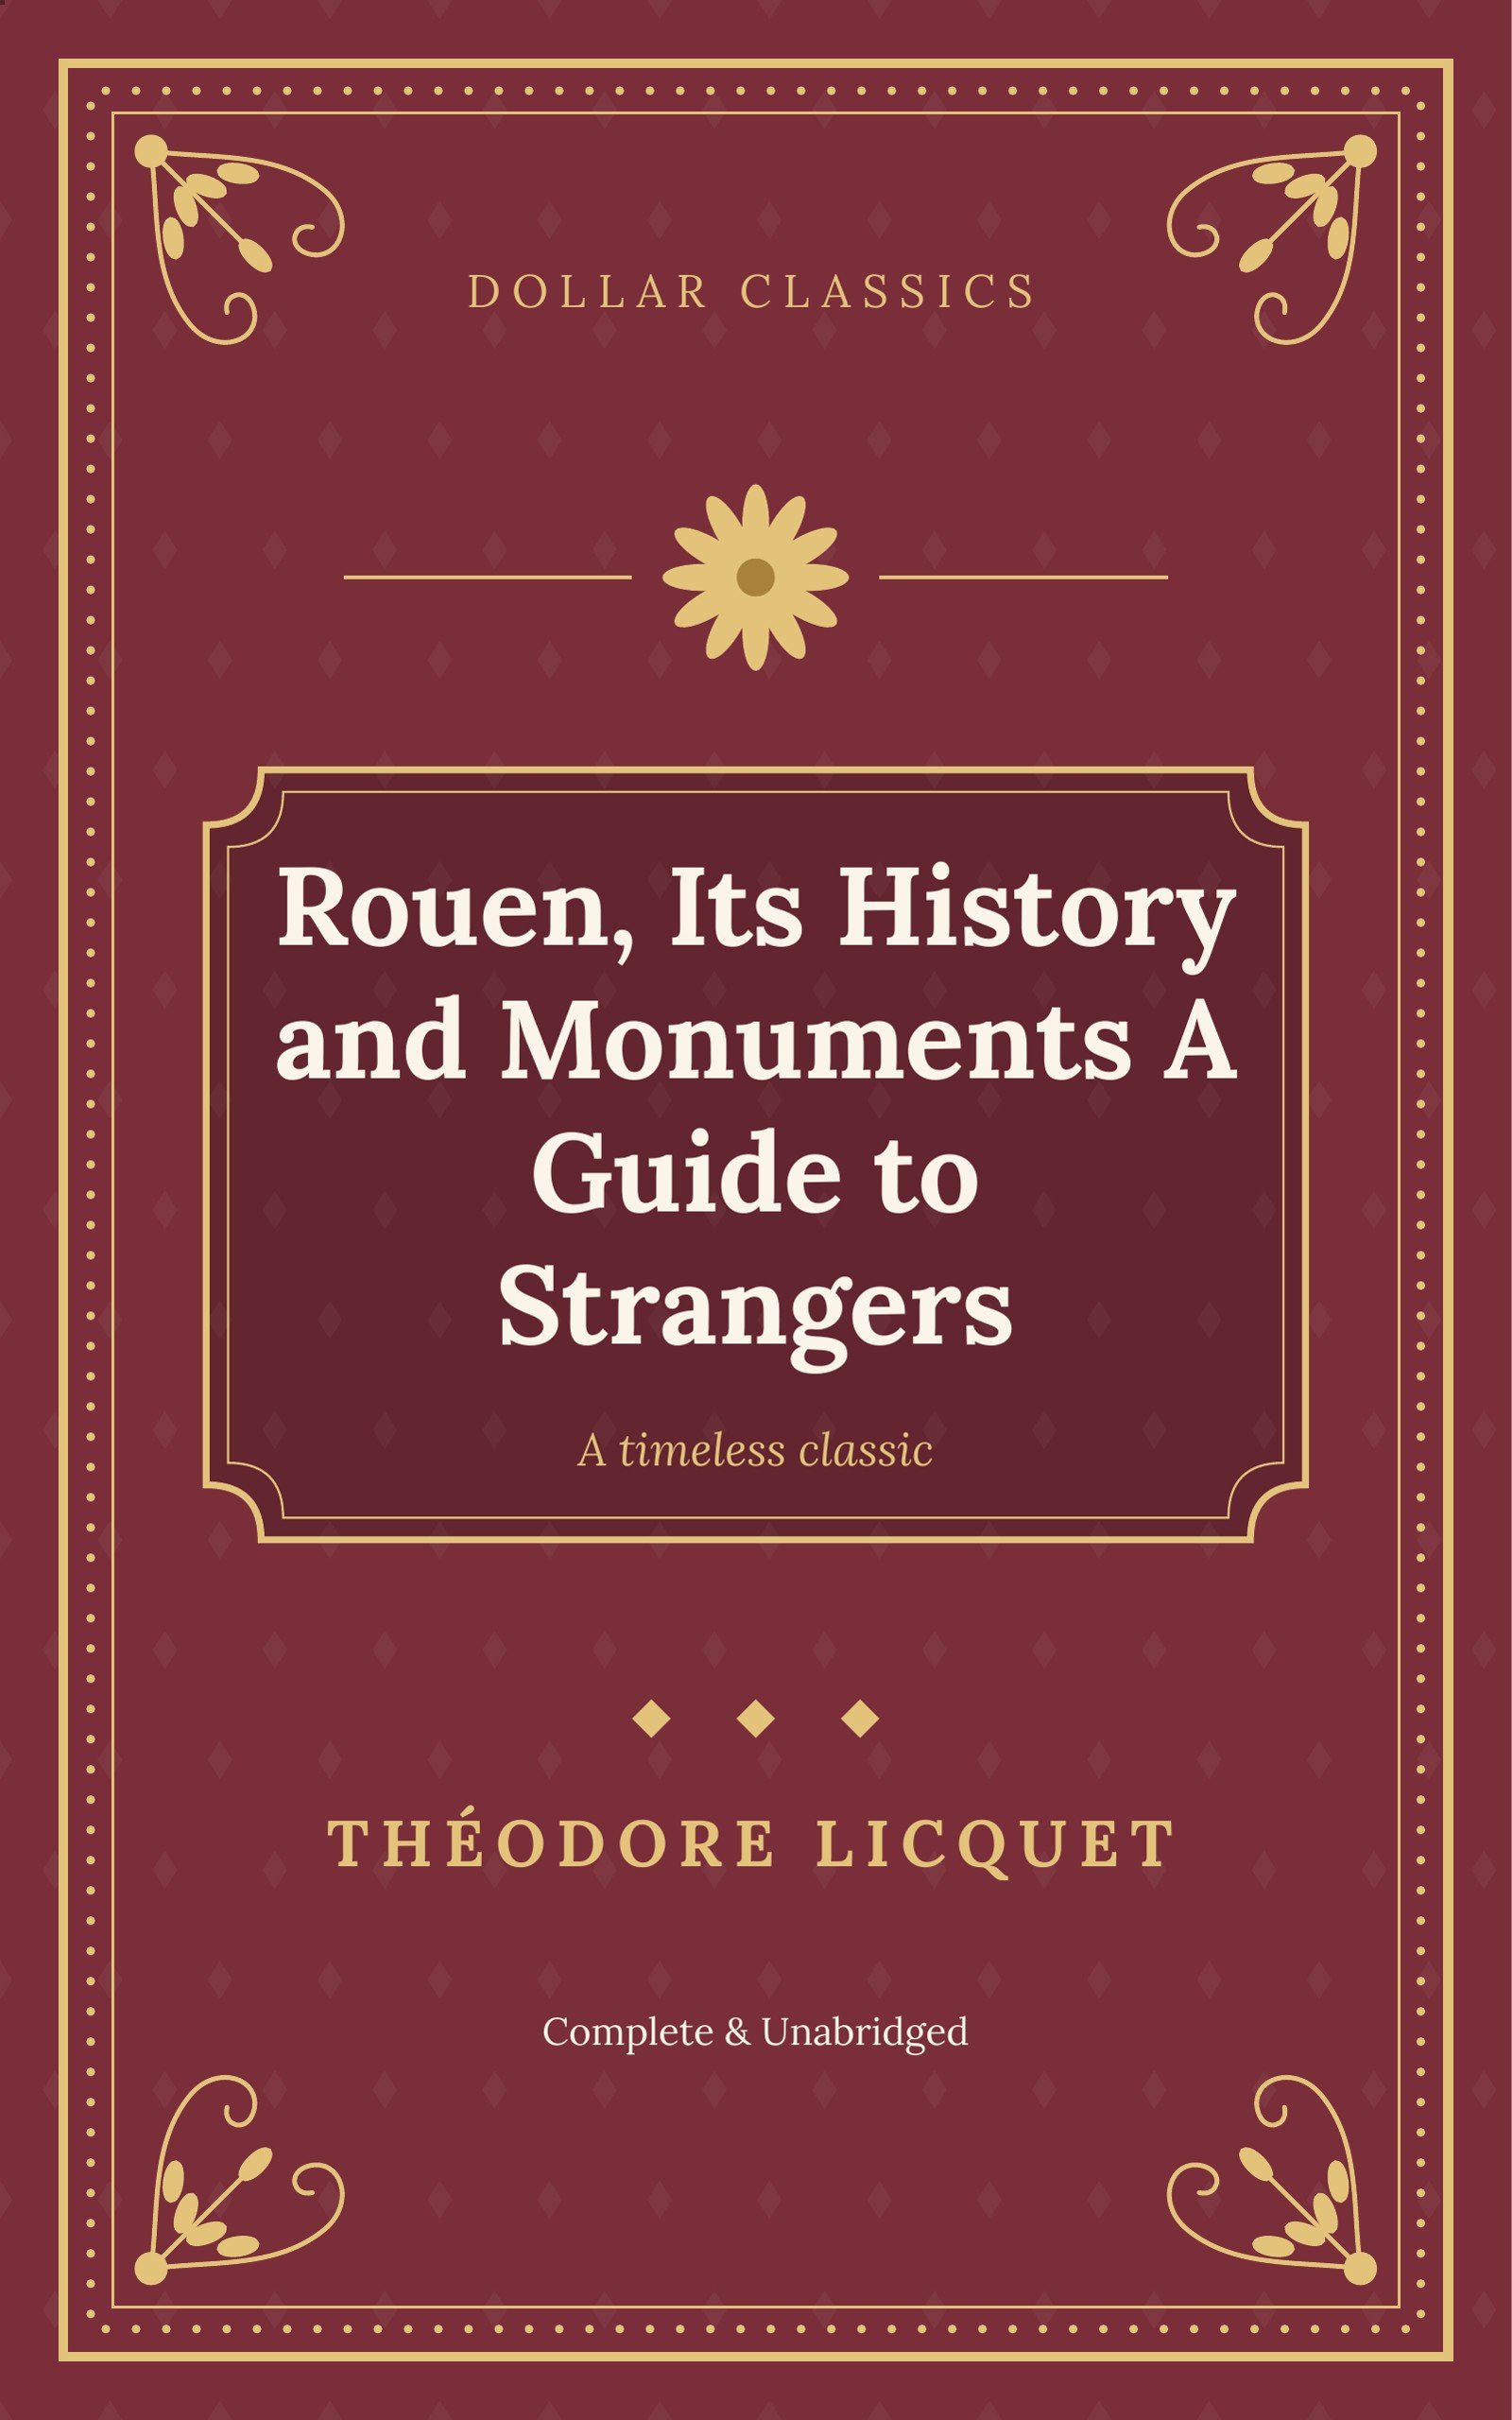 DOLLAR CLASSICS
Rouen, Its History
and Monuments A
Guide to
Strangers
A timeless classic
THÉODORE LICQUET
Complete & Unabridged